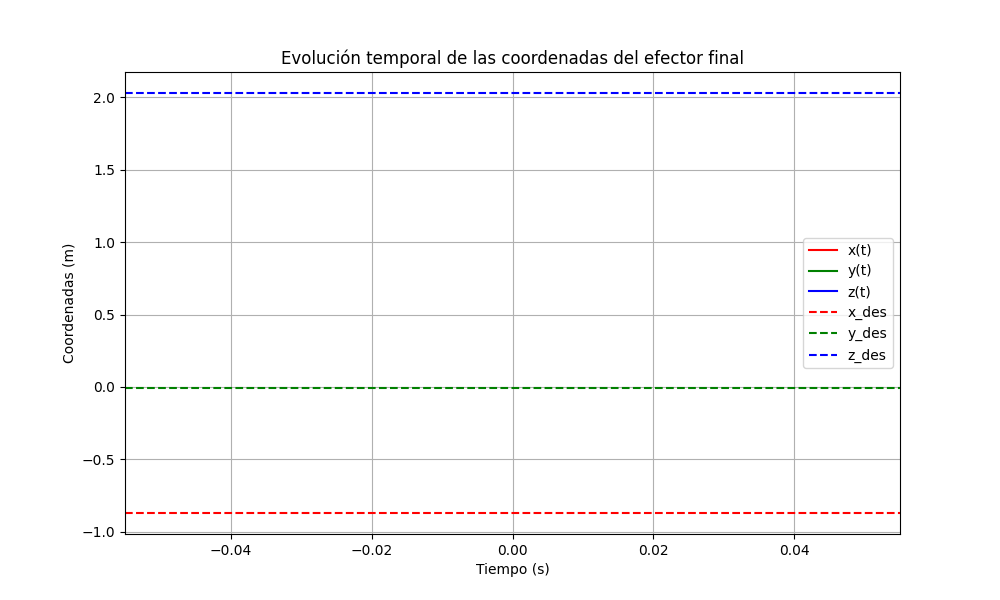 Evolución temporal de las coordenadas del efector final
Coordenadas (m)
2.0
1.5
1.0
0.5
0.0
−0.5
−1.0
−0.04
−0.02
0.00
0.02
0.04
Tiempo (s)
x(t)
y(t)
z(t)
x_des
y_des
z_des